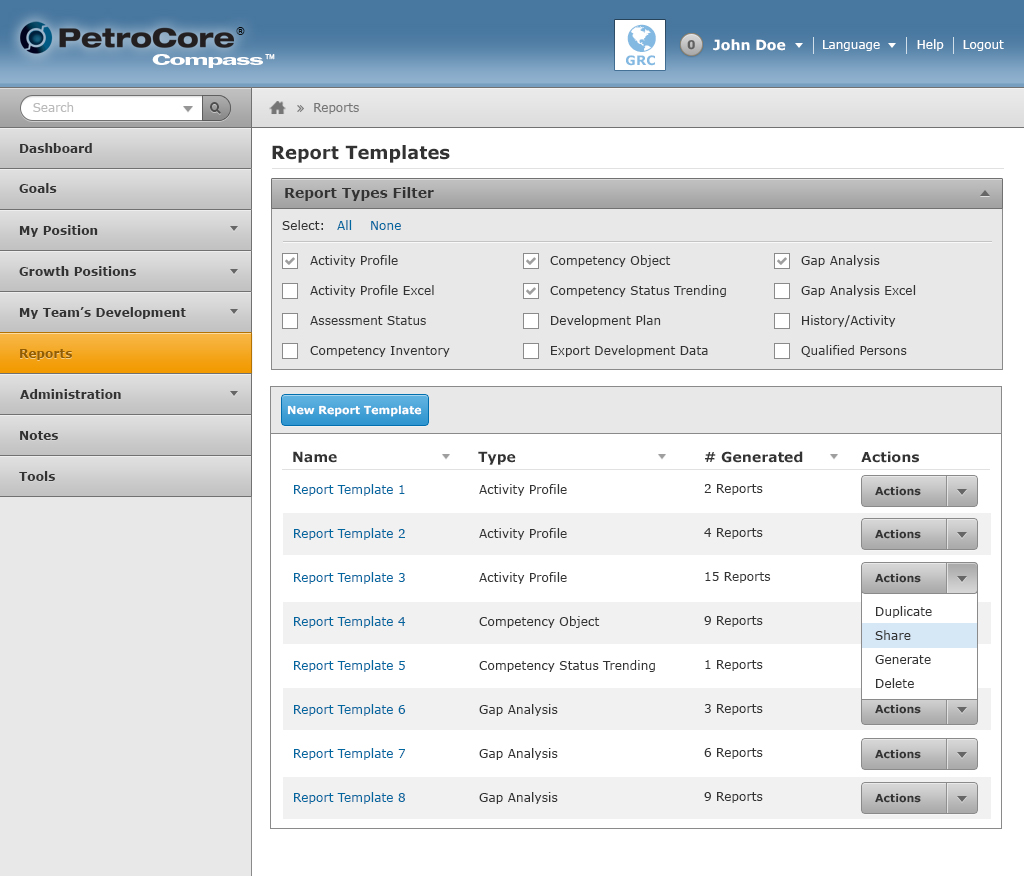 PetroCore®
Compass™
GRC
0 John Doe Language Help Logout
Search
» Reports
Dashboard
Goals
My Position
Growth Positions
My Team’s Development
Reports
Administration
Notes
Tools
Report Templates
Report Types Filter
Select: All None
Activity Profile Competency Object Gap Analysis
Activity Profile Excel Competency Status Trending Gap Analysis Excel
Assessment Status Development Plan History/Activity
Competency Inventory Export Development Data Qualified Persons
New Report Template
Name Type # Generated Actions
Report Template 1 Activity Profile 2 Reports Actions
Report Template 2 Activity Profile 4 Reports Actions
Report Template 3 Activity Profile 15 Reports Actions
Duplicate
Report Template 4 Competency Object 9 Reports
Share
Generate
Report Template 5 Competency Status Trending 1 Reports
Delete
Report Template 6 Gap Analysis 3 Reports Actions
Report Template 7 Gap Analysis 6 Reports Actions
Report Template 8 Gap Analysis 9 Reports Actions